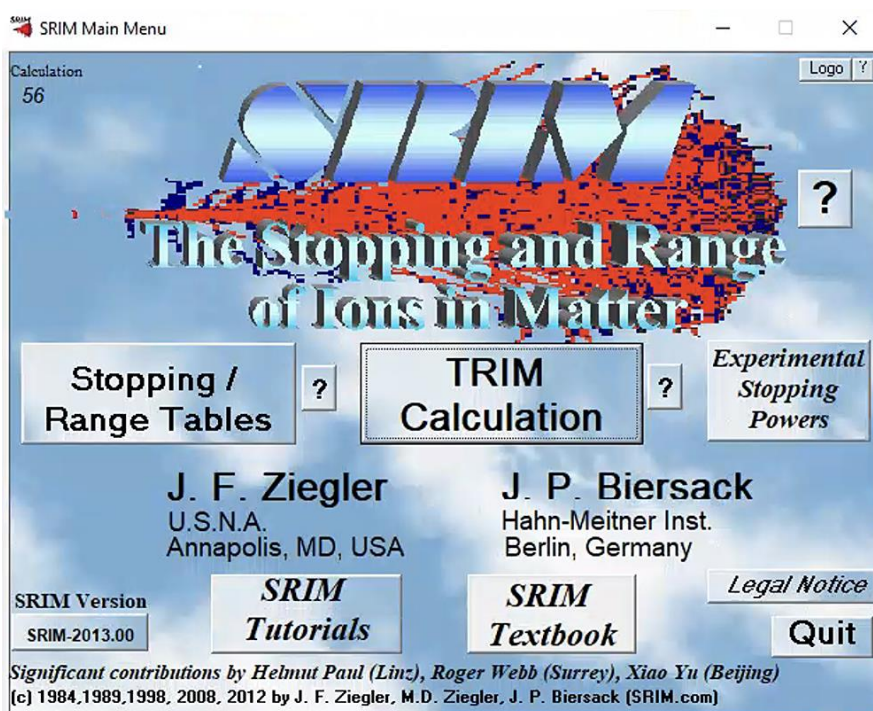 SRIM Main Menu
Calculation
56
Logo ?
SRIM
?
The Stopping and Range
of Ions in Matter
Stopping /
Range Tables
?
TRIM
Calculation
?
Experimental
Stopping
Powers
J. F. Ziegler
U.S.N.A.
Annapolis, MD, USA
J. P. Biersack
Hahn-Meitner Inst.
Berlin, Germany
SRIM Version
SRIM-2013.00
SRIM
Tutorials
SRIM
Textbook
Legal Notice
Quit
Significant contributions by Helmut Paul (Linz), Roger Webb (Surrey), Xiao Yu (Beijing)
(c) 1984,1989,1998, 2008, 2012 by J. F. Ziegler, M.D. Ziegler, J. P. Biersack (SRIM.com)